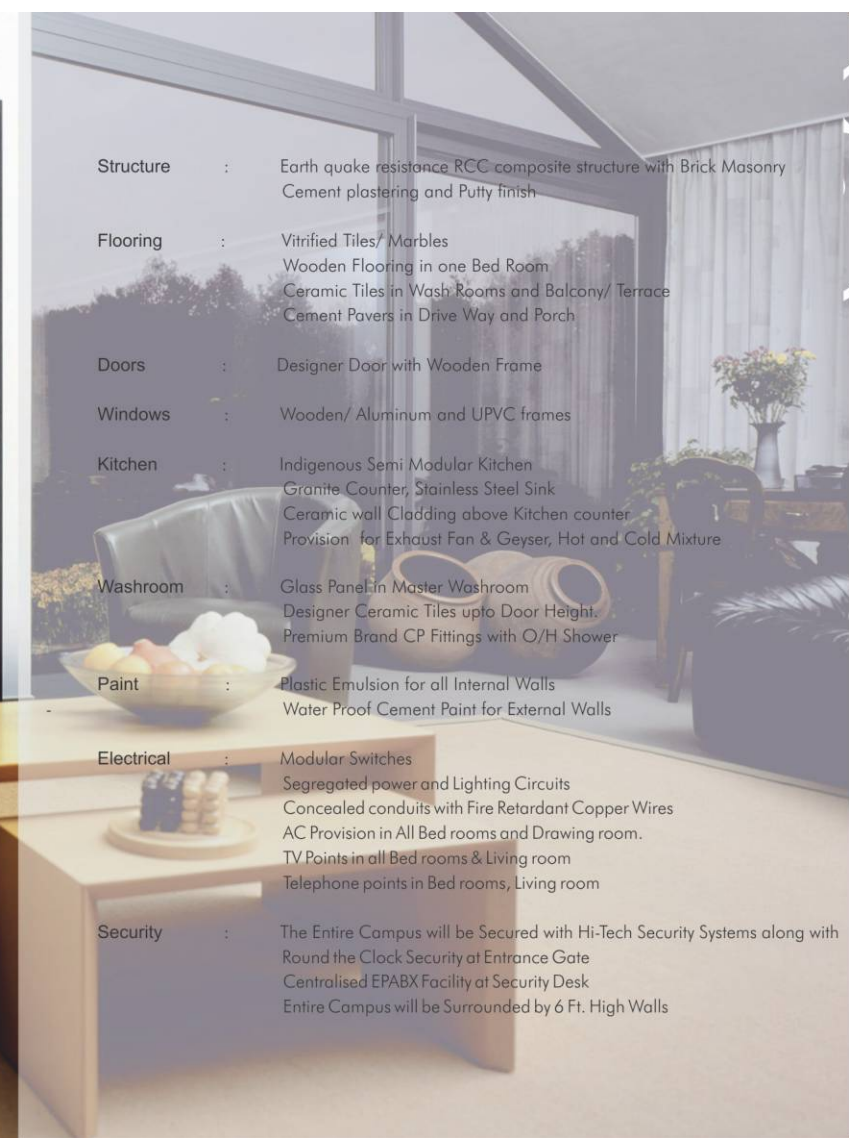 Structure : Earth quake resistance RCC composite structure with Brick Masonry
Cement plastering and Putty finish
Flooring : Vitrified Tiles/ Marbles
Wooden Flooring in one Bed Room
Ceramic Tiles in Wash Rooms and Balcony/ Terrace
Cement Pavers in Drive Way and Porch
Doors : Designer Door with Wooden Frame
Windows : Wooden/ Aluminum and UPVC frames
Kitchen : Indigenous Semi Modular Kitchen
Granite Counter, Stainless Steel Sink
Ceramic wall Cladding above Kitchen counter
Provision for Exhaust Fan & Geyser, Hot and Cold Mixture
Washroom : Glass Panel in Master Washroom
Designer Ceramic Tiles upto Door Height.
Premium Brand CP Fittings with O/H Shower
Paint : Plastic Emulsion for all Internal Walls
- Water Proof Cement Paint for External Walls
Electrical : Modular Switches
Segregated power and Lighting Circuits
Concealed conduits with Fire Retardant Copper Wires
AC Provision in All Bed rooms and Drawing room.
TV Points in all Bed rooms & Living room
Telephone points in Bed rooms, Living room
Security : The Entire Campus will be Secured with Hi-Tech Security Systems along with
Round the Clock Security at Entrance Gate
Centralised EPABX Facility at Security Desk
Entire Campus will be Surrounded by 6 Ft. High Walls